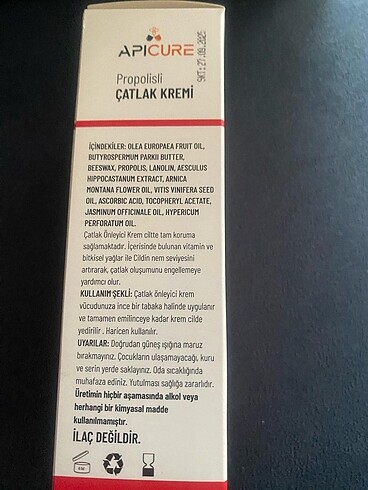 APICURE
SKT: 27.09.2025
Propolisli
ÇATLAK KREMİ
İÇİNDEKİLER: OLEA EUROPAEA FRUIT OIL,
BUTYROSPERMUM PARKII BUTTER,
BEESWAX, PROPOLIS, LANOLIN, AESCULUS
HIPPOCASTANUM EXTRACT, ARNICA
MONTANA FLOWER OIL, VITIS VINIFERA SEED
OIL, ASCORBIC ACID, TOCOPHERYL ACETATE,
JASMINUM OFFICINALE OIL, HYPERICUM
PERFORATUM OIL.
Çatlak Önleyici Krem ciltte tam koruma
sağlamaktadır. İçerisinde bulunan vitamin ve
bitkisel yağlar ile Cildin nem seviyesini
artırarak, çatlak oluşumunu engellemeye
yardımcı olur.
KULLANIM ŞEKLİ: Çatlak önleyici krem
vücudunuza ince bir tabaka halinde uygulanır
ve tamamen emilinceye kadar krem cilde
yedirilir . Haricen kullanılır.
UYARILAR: Doğrudan güneş ışığına maruz
bırakmayınız. Çocukların ulaşamayacağı, kuru
ve serin yerde saklayınız. Oda sıcaklığında
muhafaza ediniz. Yutulması sağlığa zararlıdır.
Üretimin hiçbir aşamasında alkol veya
herhangi bir kimyasal madde
kullanılmamıştır.
İLAÇ DEĞİLDİR.